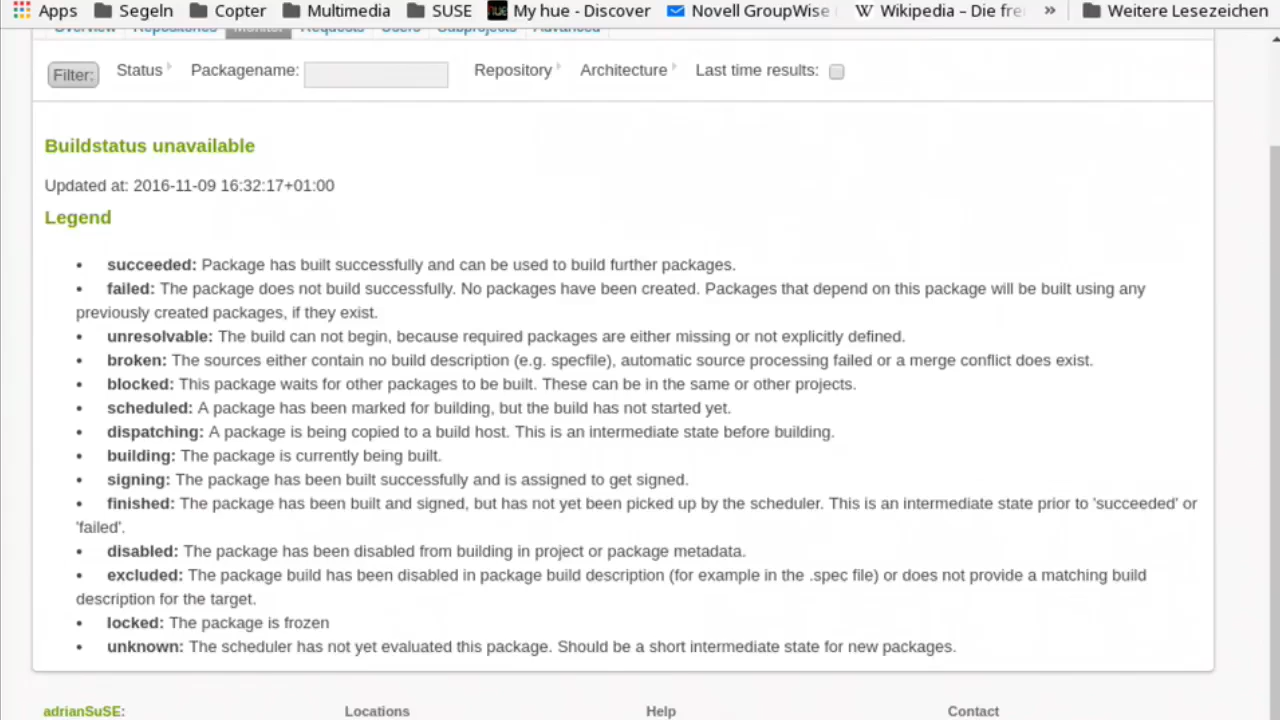 Apps Segeln Copter Multimedia SUSE My hue - Discover Novell GroupWise Wikipedia – Die fre » Weitere Lesezeichen
Overview Repositories Monitor Requests Users Subprojects Advanced
Filter: Status Packagename: Repository Architecture Last time results:
Buildstatus unavailable
Updated at: 2016-11-09 16:32:17+01:00
Legend
• succeeded: Package has built successfully and can be used to build further packages.
• failed: The package does not build successfully. No packages have been created. Packages that depend on this package will be built using any
previously created packages, if they exist.
• unresolvable: The build can not begin, because required packages are either missing or not explicitly defined.
• broken: The sources either contain no build description (e.g. specfile), automatic source processing failed or a merge conflict does exist.
• blocked: This package waits for other packages to be built. These can be in the same or other projects.
• scheduled: A package has been marked for building, but the build has not started yet.
• dispatching: A package is being copied to a build host. This is an intermediate state before building.
• building: The package is currently being built.
• signing: The package has been built successfully and is assigned to get signed.
• finished: The package has been built and signed, but has not yet been picked up by the scheduler. This is an intermediate state prior to 'succeeded' or
'failed'.
• disabled: The package has been disabled from building in project or package metadata.
• excluded: The package build has been disabled in package build description (for example in the .spec file) or does not provide a matching build
description for the target.
• locked: The package is frozen
• unknown: The scheduler has not yet evaluated this package. Should be a short intermediate state for new packages.
adrianSuSE: Locations Help Contact